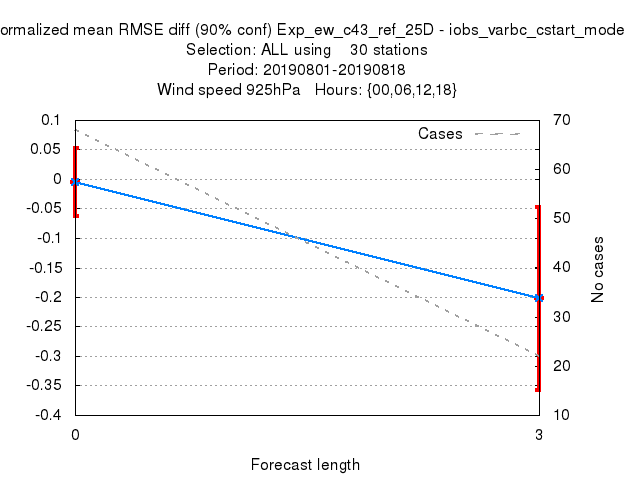 ormalized mean RMSE diff (90% conf) Exp_ew_c43_ref_25D - iobs_varbc_cstart_mode
Selection: ALL using    30 stations
Period: 20190801-20190818
Wind speed 925hPa   Hours: {00,06,12,18}
0.1
0.05
0
-0.05
-0.1
-0.15
-0.2
-0.25
-0.3
-0.35
-0.4
Cases
70
60
50
40
30
20
10
No cases
0
3
Forecast length